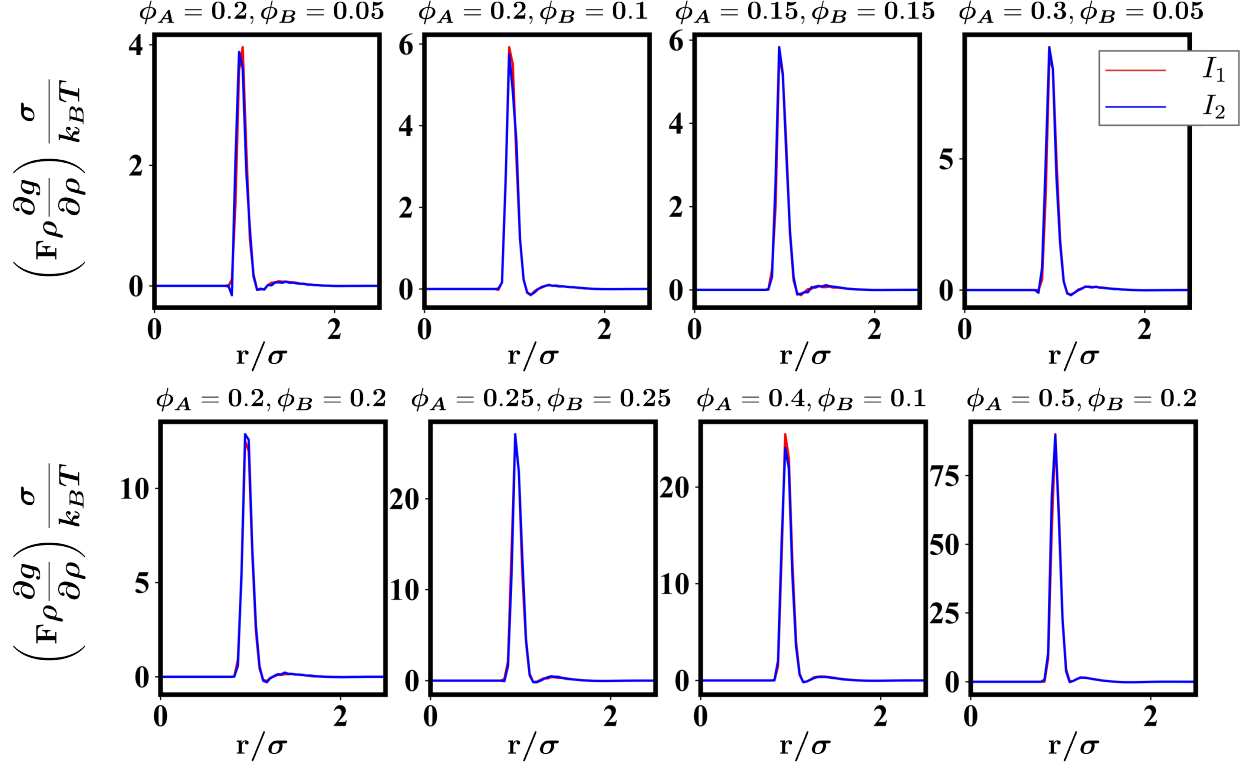 ϕ_A = 0.2, ϕ_B = 0.05
ϕ_A = 0.2, ϕ_B = 0.1
ϕ_A = 0.15, ϕ_B = 0.15
ϕ_A = 0.3, ϕ_B = 0.05
I_1
I_2
(Fρ ∂g/∂ρ) σ/k_BT
4
2
0
6
4
2
0
6
4
2
0
5
0
0 2
0 2
0 2
0 2
r/σ
r/σ
r/σ
r/σ
ϕ_A = 0.2, ϕ_B = 0.2
ϕ_A = 0.25, ϕ_B = 0.25
ϕ_A = 0.4, ϕ_B = 0.1
ϕ_A = 0.5, ϕ_B = 0.2
(Fρ ∂g/∂ρ) σ/k_BT
10
5
0
20
10
0
20
10
0
75
50
25
0
0 2
0 2
0 2
0 2
r/σ
r/σ
r/σ
r/σ